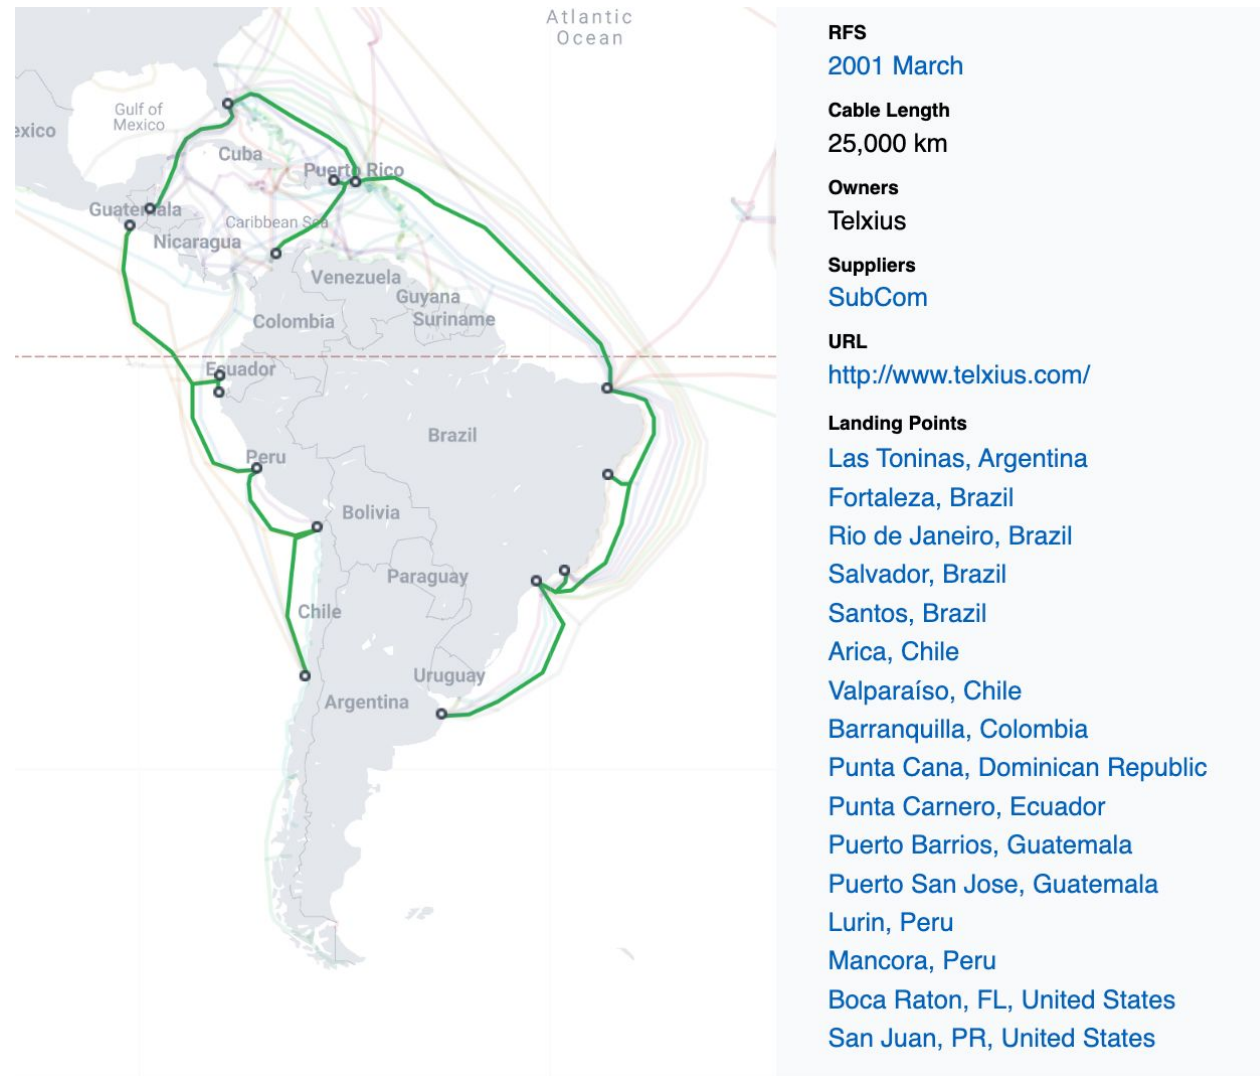 Atlantic
Ocean
Gulf of
Mexico
exico
Cuba
Puerto Rico
Guatemala
Caribbean Sea
Nicaragua
Venezuela
Guyana
Suriname
Colombia
Ecuador
Brazil
Peru
Bolivia
Paraguay
Chile
Uruguay
Argentina
RFS
2001 March
Cable Length
25,000 km
Owners
Telxius
Suppliers
SubCom
URL
http://www.telxius.com/
Landing Points
Las Toninas, Argentina
Fortaleza, Brazil
Rio de Janeiro, Brazil
Salvador, Brazil
Santos, Brazil
Arica, Chile
Valparaíso, Chile
Barranquilla, Colombia
Punta Cana, Dominican Republic
Punta Carnero, Ecuador
Puerto Barrios, Guatemala
Puerto San Jose, Guatemala
Lurin, Peru
Mancora, Peru
Boca Raton, FL, United States
San Juan, PR, United States